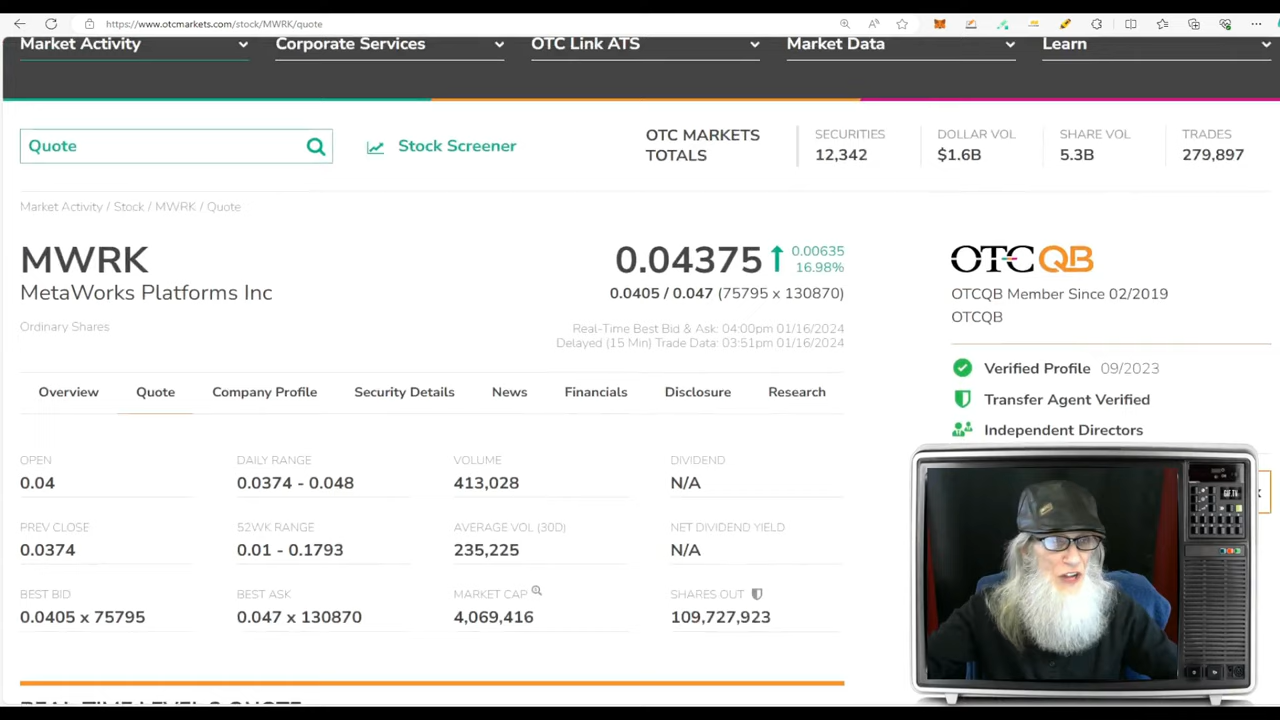 https://www.otcmarkets.com/stock/MWRK/quote
Market Activity
Corporate Services
OTC Link ATS
Market Data
Learn
Quote
Stock Screener
OTC MARKETS
TOTALS
SECURITIES
12,342
DOLLAR VOL
$1.6B
SHARE VOL
5.3B
TRADES
279,897
Market Activity / Stock / MWRK / Quote
MWRK
0.04375
0.00635
16.98%
MetaWorks Platforms Inc
0.0405 / 0.047 (75795 x 130870)
Ordinary Shares
Real-Time Best Bid & Ask: 04:00pm 01/16/2024
Delayed (15 Min) Trade Data: 03:51pm 01/16/2024
OTCQB
OTCQB Member Since 02/2019
OTCQB
Verified Profile 09/2023
Transfer Agent Verified
Independent Directors
Overview
Quote
Company Profile
Security Details
News
Financials
Disclosure
Research
OPEN
0.04
DAILY RANGE
0.0374 - 0.048
VOLUME
413,028
DIVIDEND
N/A
PREV CLOSE
0.0374
52WK RANGE
0.01 - 0.1793
AVERAGE VOL (30D)
235,225
NET DIVIDEND YIELD
N/A
BEST BID
0.0405 x 75795
BEST ASK
0.047 x 130870
MARKET CAP
4,069,416
SHARES OUT
109,727,923